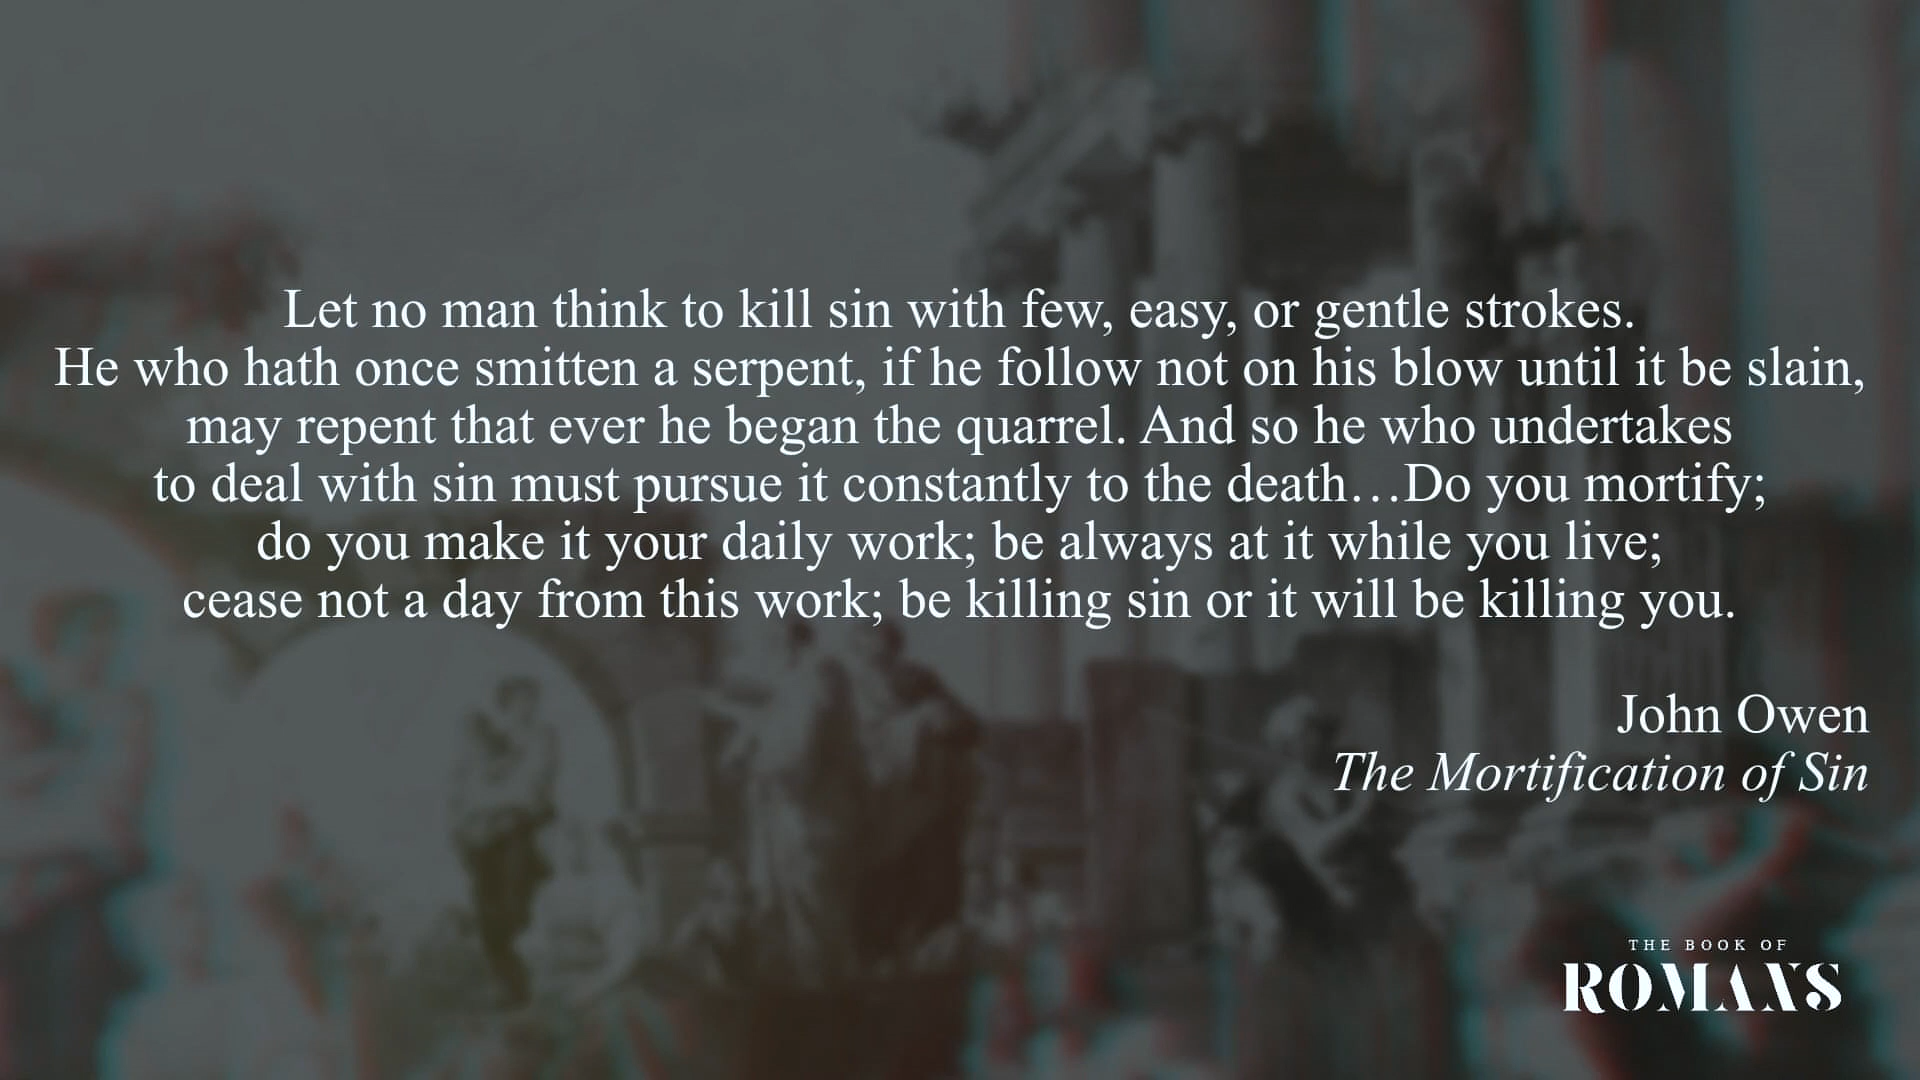 Let no man think to kill sin with few, easy, or gentle strokes.
He who hath once smitten a serpent, if he follow not on his blow until it be slain,
may repent that ever he began the quarrel. And so he who undertakes
to deal with sin must pursue it constantly to the death…Do you mortify;
do you make it your daily work; be always at it while you live;
cease not a day from this work; be killing sin or it will be killing you.
John Owen
The Mortification of Sin
THE BOOK OF
ROMANS